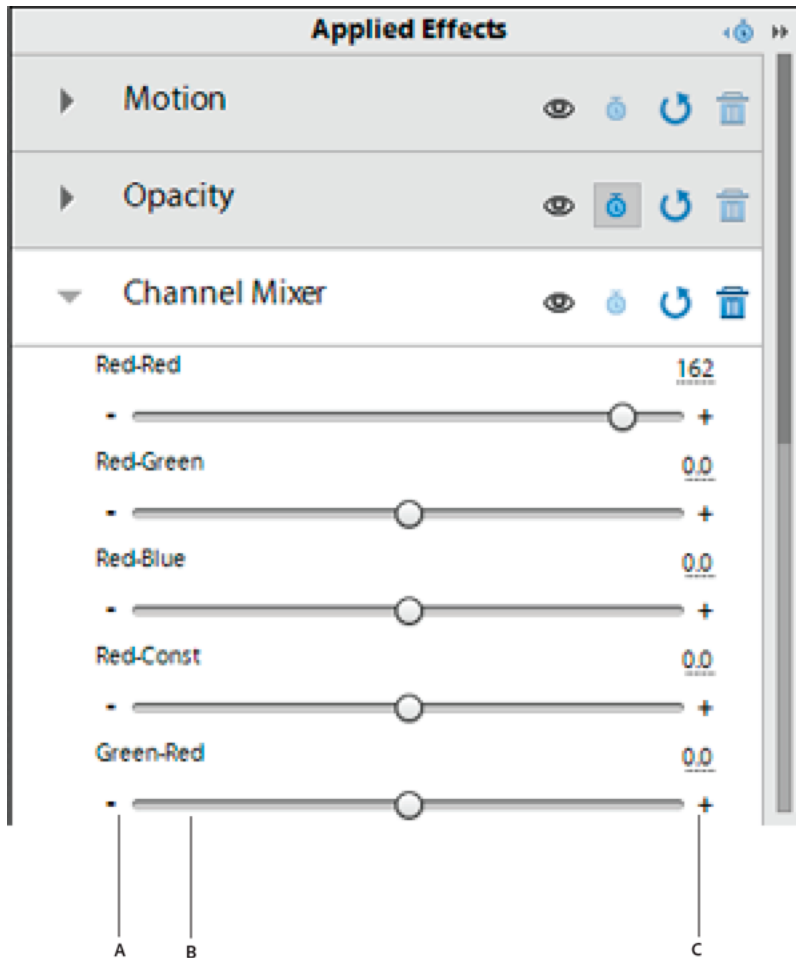 Applied Effects
Motion
Opacity
Channel Mixer
Red-Red 162
- +
Red-Green 0.0
- +
Red-Blue 0.0
- +
Red-Const 0.0
- +
Green-Red 0.0
- +
A B C